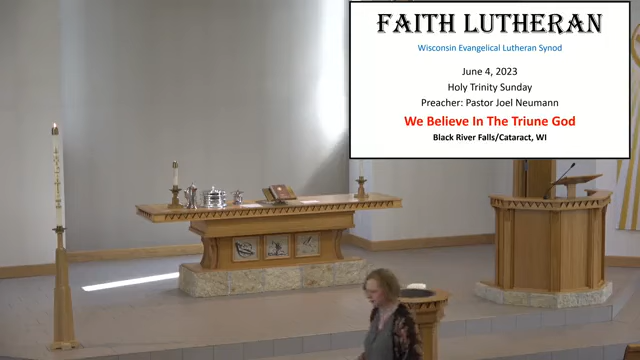 FAITH LUTHERAN
Wisconsin Evangelical Lutheran Synod
June 4, 2023
Holy Trinity Sunday
Preacher: Pastor Joel Neumann
We Believe In The Triune God
Black River Falls/Cataract, WI